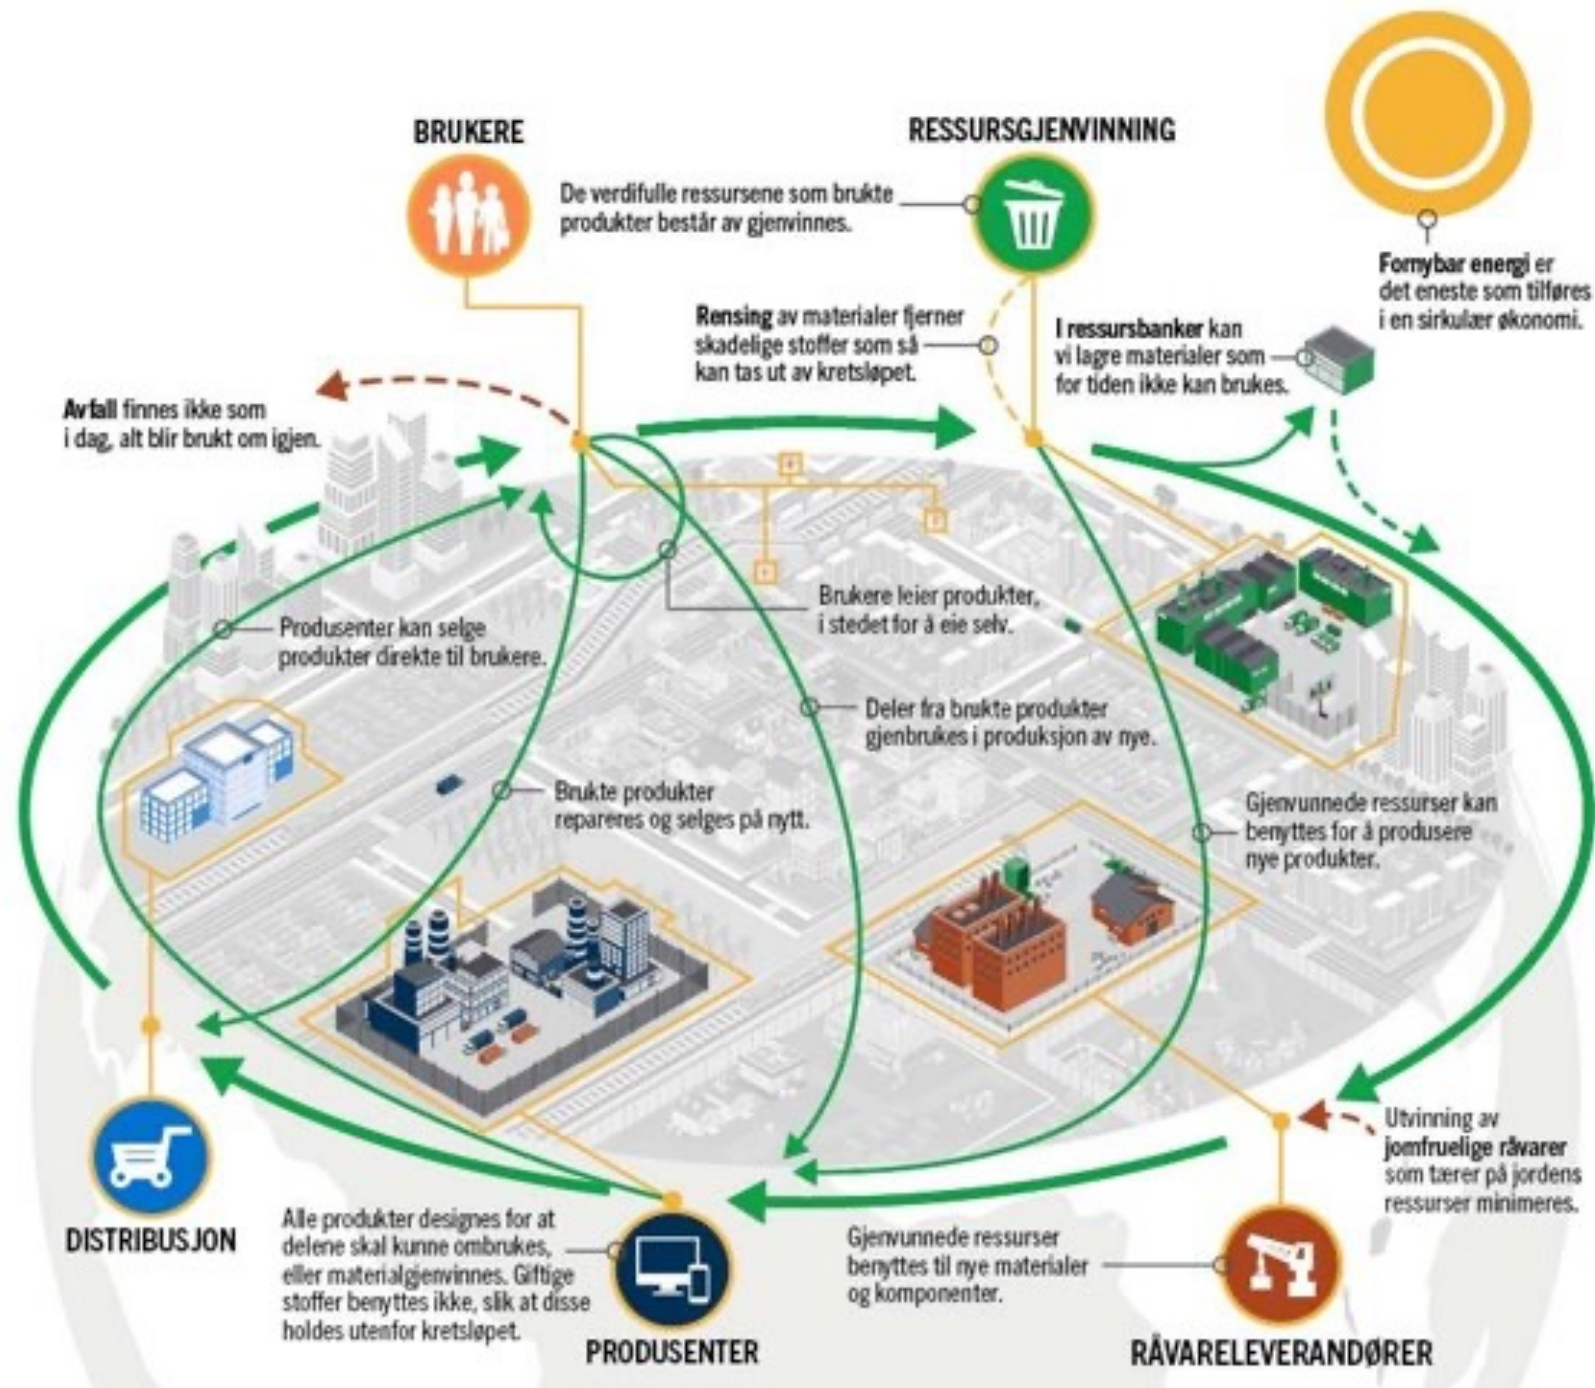 BRUKERE
RESSURSGJENVINNING
De verdifulle ressursene som brukte
produkter består av gjenvinnes.
Fornybar energi er
det eneste som tilføres
i en sirkulær økonomi.
Rensing av materialer fjerner
skadelige stoffer som så
kan tas ut av kretsløpet.
I ressursbanker kan
vi lagre materialer som
for tiden ikke kan brukes.
Avfall finnes ikke som
i dag, alt blir brukt om igjen.
Produsenter kan selge
produkter direkte til brukere.
Brukere leier produkter,
i stedet for å eie selv.
Deler fra brukte produkter
gjenbrukes i produksjon av nye.
Brukte produkter
repareres og selges på nytt.
Gjenvunnede ressurser kan
benyttes for å produsere
nye produkter.
Utvinning av
jomfruelige råvarer
som tærer på jordens
ressurser minimeres.
DISTRIBUSJON
Alle produkter designes for at
delene skal kunne ombrukes,
eller materialgjenvinnes. Giftige
stoffer benyttes ikke, slik at disse
holdes utenfor kretsløpet.
PRODUSENTER
Gjenvunnede ressurser
benyttes til nye materialer
og komponenter.
RÅVARELEVERANDØRER